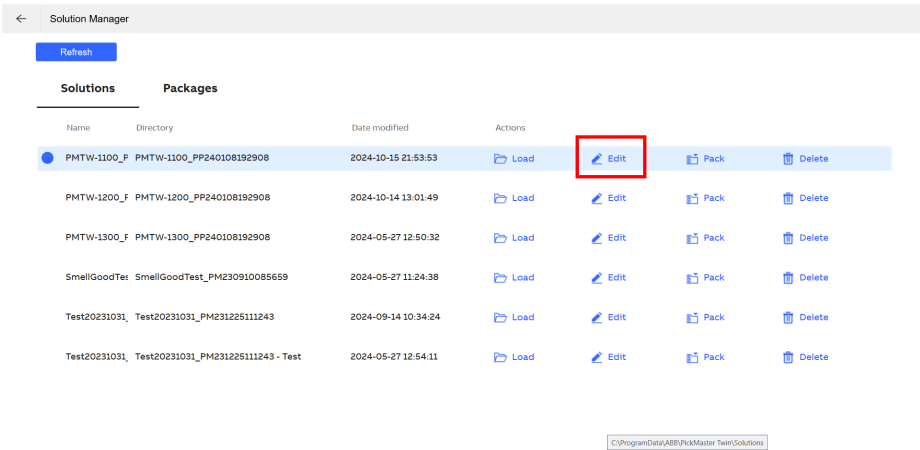 Solution Manager
Refresh
Solutions Packages
Name Directory Date modified Actions
PMTW-1100_P PMTW-1100_PP240108192908 2024-10-15 21:53:53 Load Edit Pack Delete
PMTW-1200_P PMTW-1200_PP240108192908 2024-10-14 13:01:49 Load Edit Pack Delete
PMTW-1300_P PMTW-1300_PP240108192908 2024-05-27 12:50:32 Load Edit Pack Delete
SmellGoodTes SmellGoodTest_PM230910085659 2024-05-27 11:24:38 Load Edit Pack Delete
Test20231031_ Test20231031_PM231225111243 2024-09-14 10:34:24 Load Edit Pack Delete
Test20231031_ Test20231031_PM231225111243 - Test 2024-05-27 12:54:11 Load Edit Pack Delete
C:\ProgramData\ABB\PickMaster Twin\Solutions